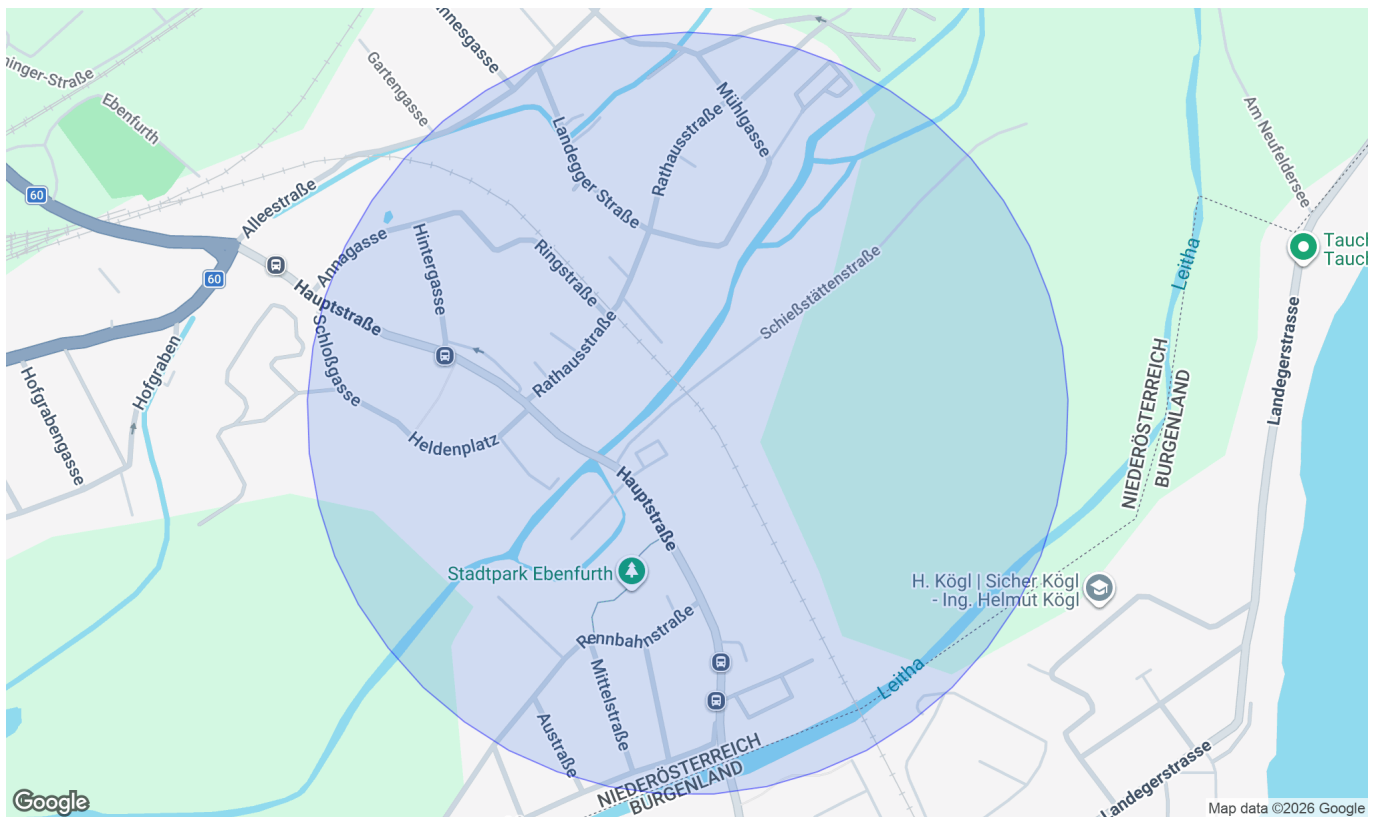 nnesgasse
ninger-Straße
Gartengasse
Ebenfurth
60
Alleestraße
60
Landegger Straße
Mühlgasse
Rathausstraße
Am Neufeldersee
Tauch
Tauch
Leitha
Annagasse
Hintergasse
Ringstraße
Hauptstraße
Schießstättenstraße
Schloßgasse
Rathausstraße
Hofgraben
Hofgrabengasse
Heldenplatz
Landegerstrasse
NIEDERÖSTERREICH
BURGENLAND
Hauptstraße
Stadtpark Ebenfurth
H. Kögl | Sicher Kögl
- Ing. Helmut Kögl
Rennbahnstraße
Mittelstraße
Austraße
Leitha
NIEDERÖSTERREICH
BURGENLAND
Landegerstrasse
Google
Map data ©2026 Google